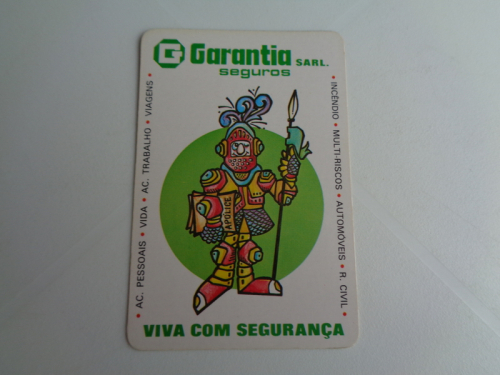 G Garantia SARL.
seguros
• AC. PESSOAIS • VIDA • AC. TRABALHO • VIAGENS •
• INCÊNDIO • MULTI-RISCOS • AUTOMÓVEIS • R. CIVIL •
APÓLICE
VIVA COM SEGURANÇA